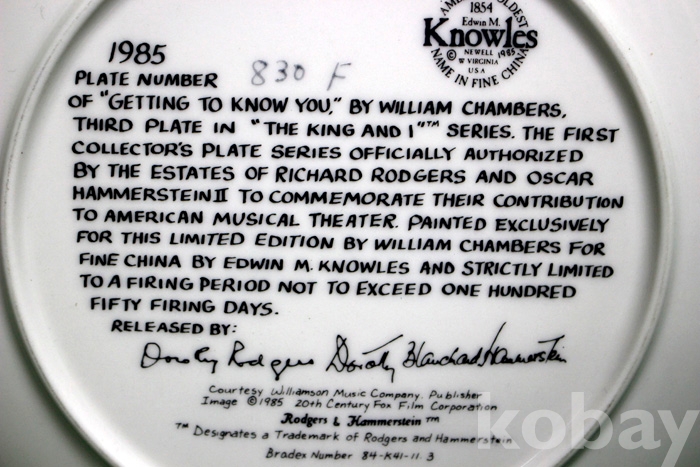 AMERICA'S OLDEST
1854
Edwin M.
Knowles
©
NEWELL 1985
W VIRGINIA
USA
NAME IN FINE CHINA
1985
PLATE NUMBER 830 F
OF "GETTING TO KNOW YOU," BY WILLIAM CHAMBERS,
THIRD PLATE IN "THE KING AND I"™ SERIES. THE FIRST
COLLECTOR'S PLATE SERIES OFFICIALLY AUTHORIZED
BY THE ESTATES OF RICHARD RODGERS AND OSCAR
HAMMERSTEIN II TO COMMEMORATE THEIR CONTRIBUTION
TO AMERICAN MUSICAL THEATER. PAINTED EXCLUSIVELY
FOR THIS LIMITED EDITION BY WILLIAM CHAMBERS FOR
FINE CHINA BY EDWIN M. KNOWLES AND STRICTLY LIMITED
TO A FIRING PERIOD NOT TO EXCEED ONE HUNDRED
FIFTY FIRING DAYS.
RELEASED BY:
Dorothy Rodgers Dorothy Blanchard Hammerstein
Courtesy Williamson Music Company, Publisher
Image ©1985 20th Century Fox Film Corporation
Rodgers & Hammerstein™
™ Designates a Trademark of Rodgers and Hammerstein
Bradex Number 84-K41-11.3
kobay